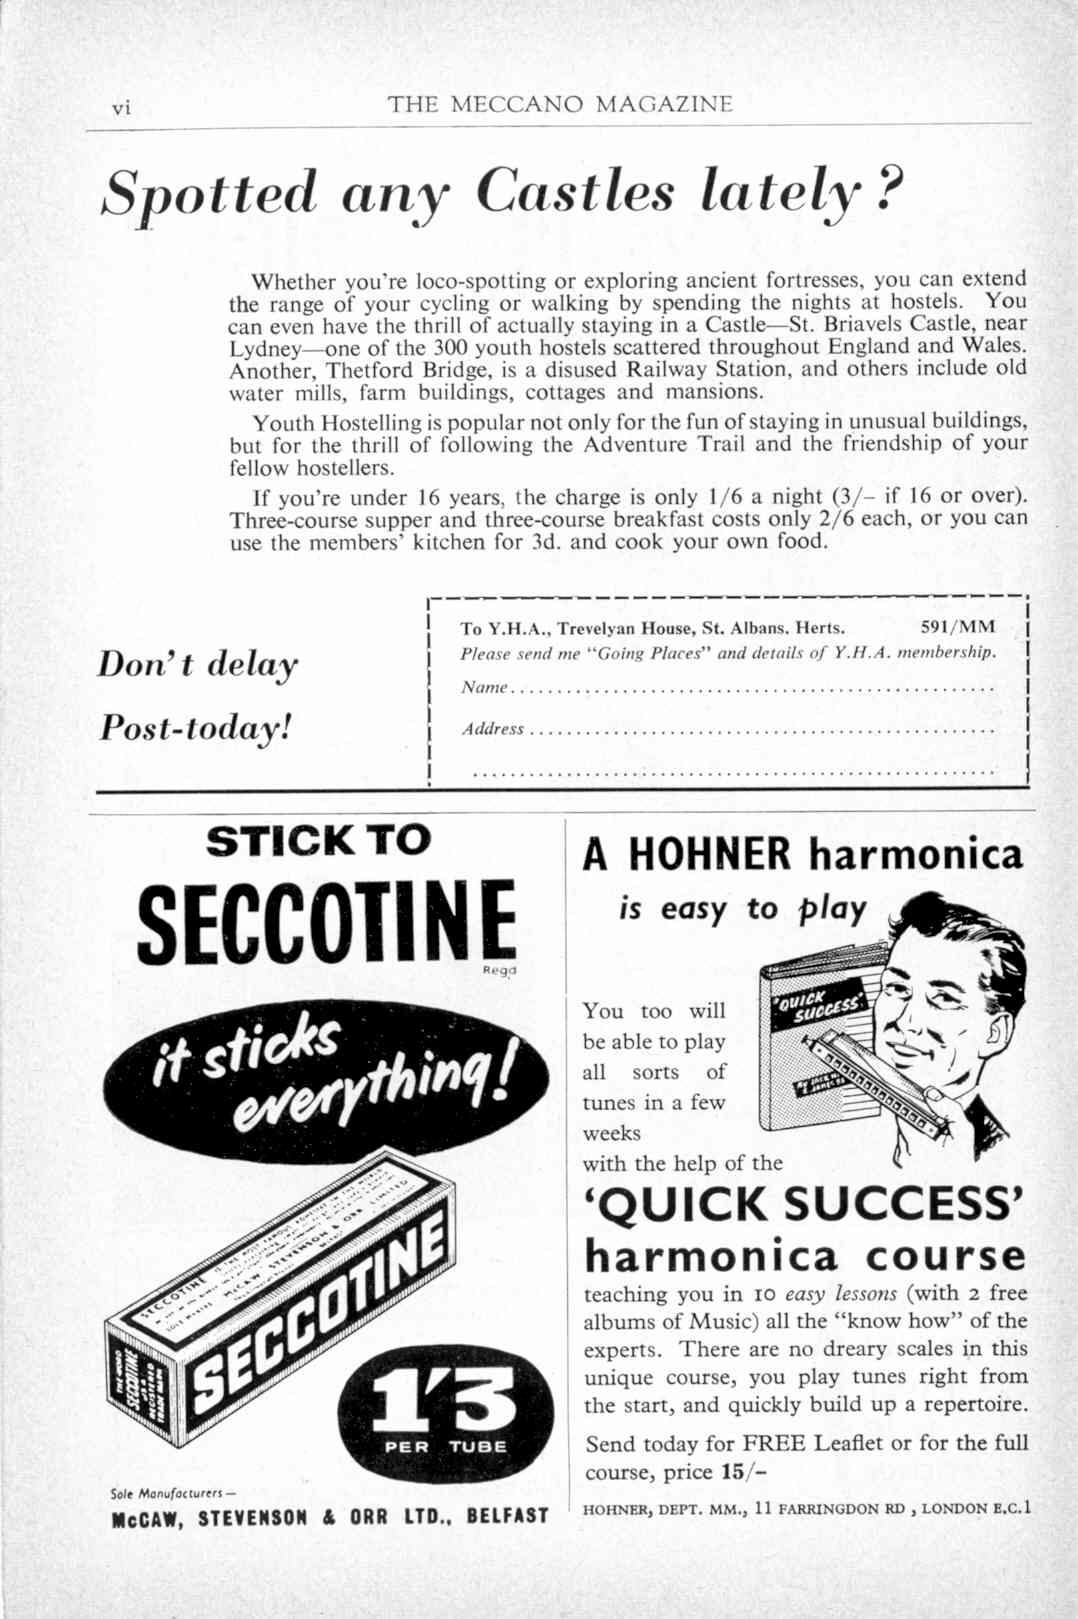 vi
THE MECCANO MAGAZINE
Spotted any Castles lately?
Whether you're loco-spotting or exploring ancient fortresses, you can extend
the range of your cycling or walking by spending the nights at hostels. You
can even have the thrill of actually staying in a Castle—St. Briavels Castle, near
Lydney—one of the 300 youth hostels scattered throughout England and Wales.
Another, Thetford Bridge, is a disused Railway Station, and others include old
water mills, farm buildings, cottages and mansions.
Youth Hostelling is popular not only for the fun of staying in unusual buildings,
but for the thrill of following the Adventure Trail and the friendship of your
fellow hostellers.
If you're under 16 years, the charge is only 1/6 a night (3/- if 16 or over).
Three-course supper and three-course breakfast costs only 2/6 each, or you can
use the members' kitchen for 3d. and cook your own food.
Don't delay
Post-today!
To Y.H.A., Trevelyan House, St. Albans. Herts. 591/MM
Please send me "Going Places" and details of Y.H.A. membership.
Name
Address
STICK TO
SECCOTINE
Regd
it sticks
everything!
SECCOTINE
McCAW STEVENSON & ORR LIMITED
SECCOTINE
THE WORD
SECCOTINE
IS A
REGISTERED
TRADE MARK
1'3
PER TUBE
Sole Manufacturers—
McCAW, STEVENSON & ORR LTD., BELFAST
A HOHNER harmonica
is easy to play
'QUICK
SUCCESS'
You too will
be able to play
all sorts of
tunes in a few
weeks
with the help of the
'QUICK SUCCESS'
harmonica course
teaching you in 10 easy lessons (with 2 free
albums of Music) all the "know how" of the
experts. There are no dreary scales in this
unique course, you play tunes right from
the start, and quickly build up a repertoire.
Send today for FREE Leaflet or for the full
course, price 15/-
HOHNER, DEPT. MM., 11 FARRINGDON RD , LONDON E.C.1